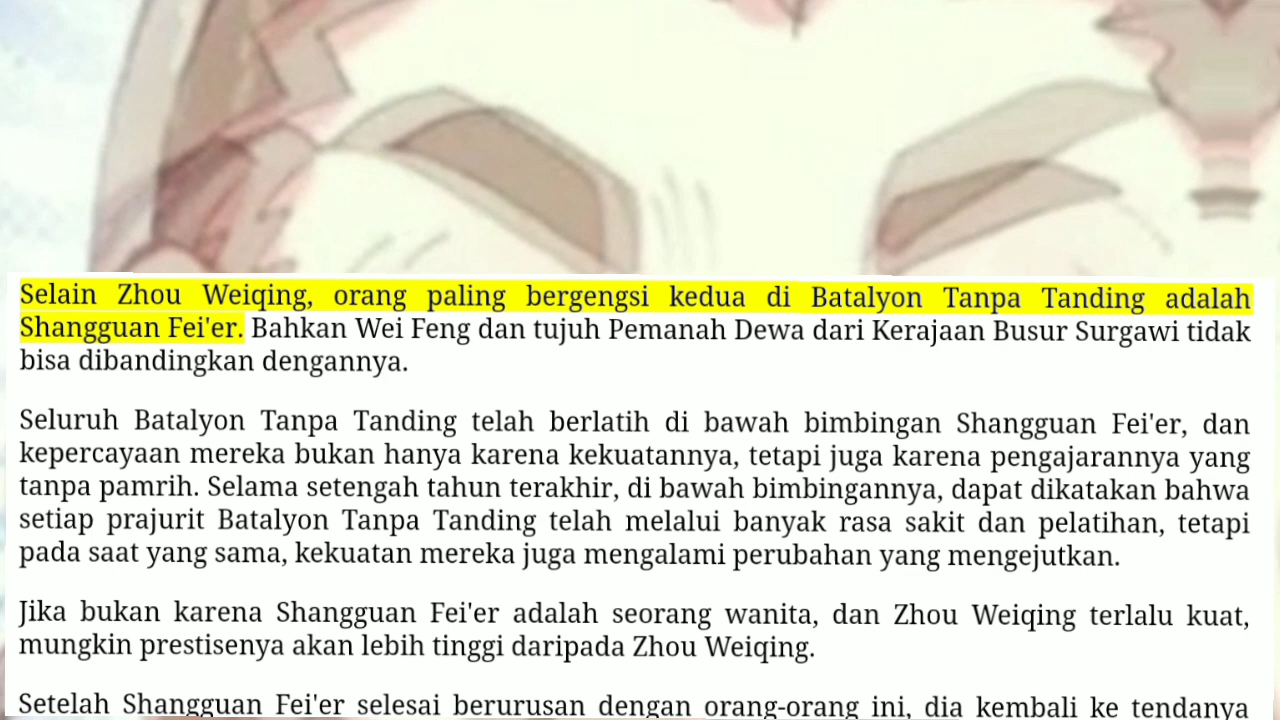 Selain Zhou Weiqing, orang paling bergengsi kedua di Batalyon Tanpa Tanding adalah
Shangguan Fei'er. Bahkan Wei Feng dan tujuh Pemanah Dewa dari Kerajaan Busur Surgawi tidak
bisa dibandingkan dengannya.
Seluruh Batalyon Tanpa Tanding telah berlatih di bawah bimbingan Shangguan Fei'er, dan
kepercayaan mereka bukan hanya karena kekuatannya, tetapi juga karena pengajarannya yang
tanpa pamrih. Selama setengah tahun terakhir, di bawah bimbingannya, dapat dikatakan bahwa
setiap prajurit Batalyon Tanpa Tanding telah melalui banyak rasa sakit dan pelatihan, tetapi
pada saat yang sama, kekuatan mereka juga mengalami perubahan yang mengejutkan.
Jika bukan karena Shangguan Fei'er adalah seorang wanita, dan Zhou Weiqing terlalu kuat,
mungkin prestisenya akan lebih tinggi daripada Zhou Weiqing.
Setelah Shangguan Fei'er selesai berurusan dengan orang-orang ini, dia kembali ke tendanya